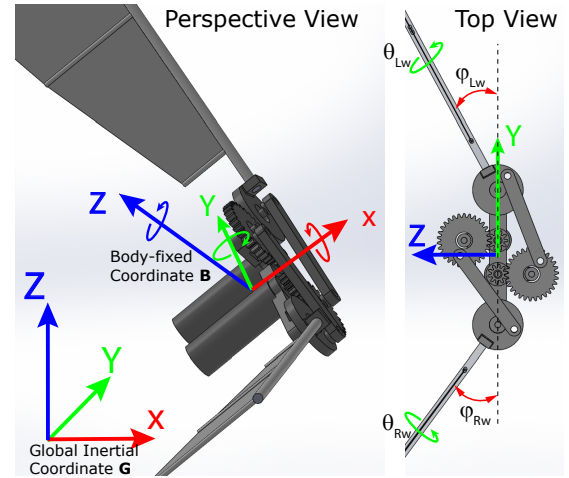 Perspective View
Top View
θLw
φLw
Y
Z
Y
x
Z
Body-fixed
Coordinate B
Z
Y
x
Global Inertial
Coordinate G
φRw
θRw